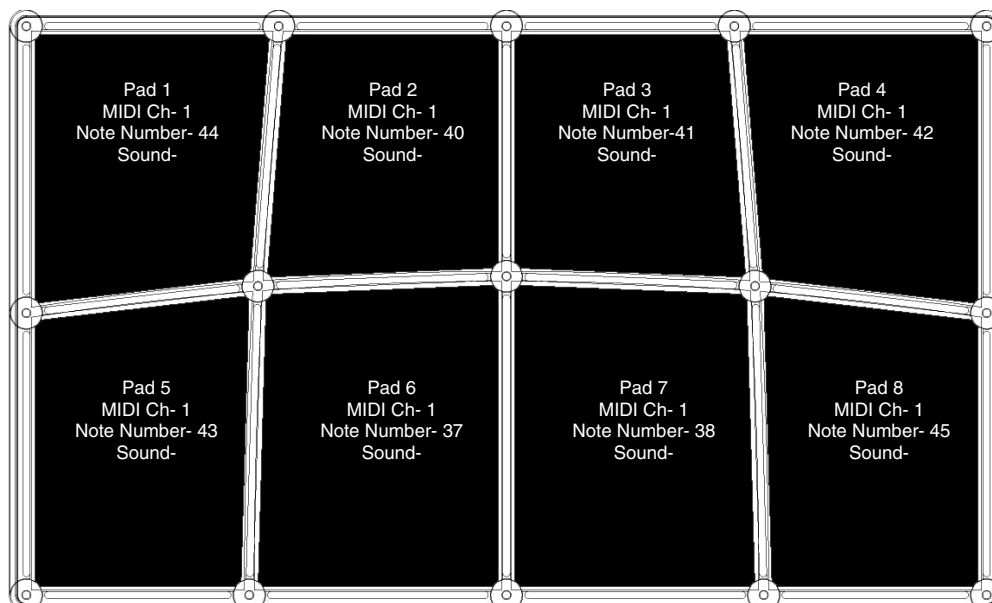 Pad 1
MIDI Ch- 1
Note Number- 44
Sound-
Pad 2
MIDI Ch- 1
Note Number- 40
Sound-
Pad 3
MIDI Ch- 1
Note Number-41
Sound-
Pad 4
MIDI Ch- 1
Note Number- 42
Sound-
Pad 5
MIDI Ch- 1
Note Number- 43
Sound-
Pad 6
MIDI Ch- 1
Note Number- 37
Sound-
Pad 7
MIDI Ch- 1
Note Number- 38
Sound-
Pad 8
MIDI Ch- 1
Note Number- 45
Sound-